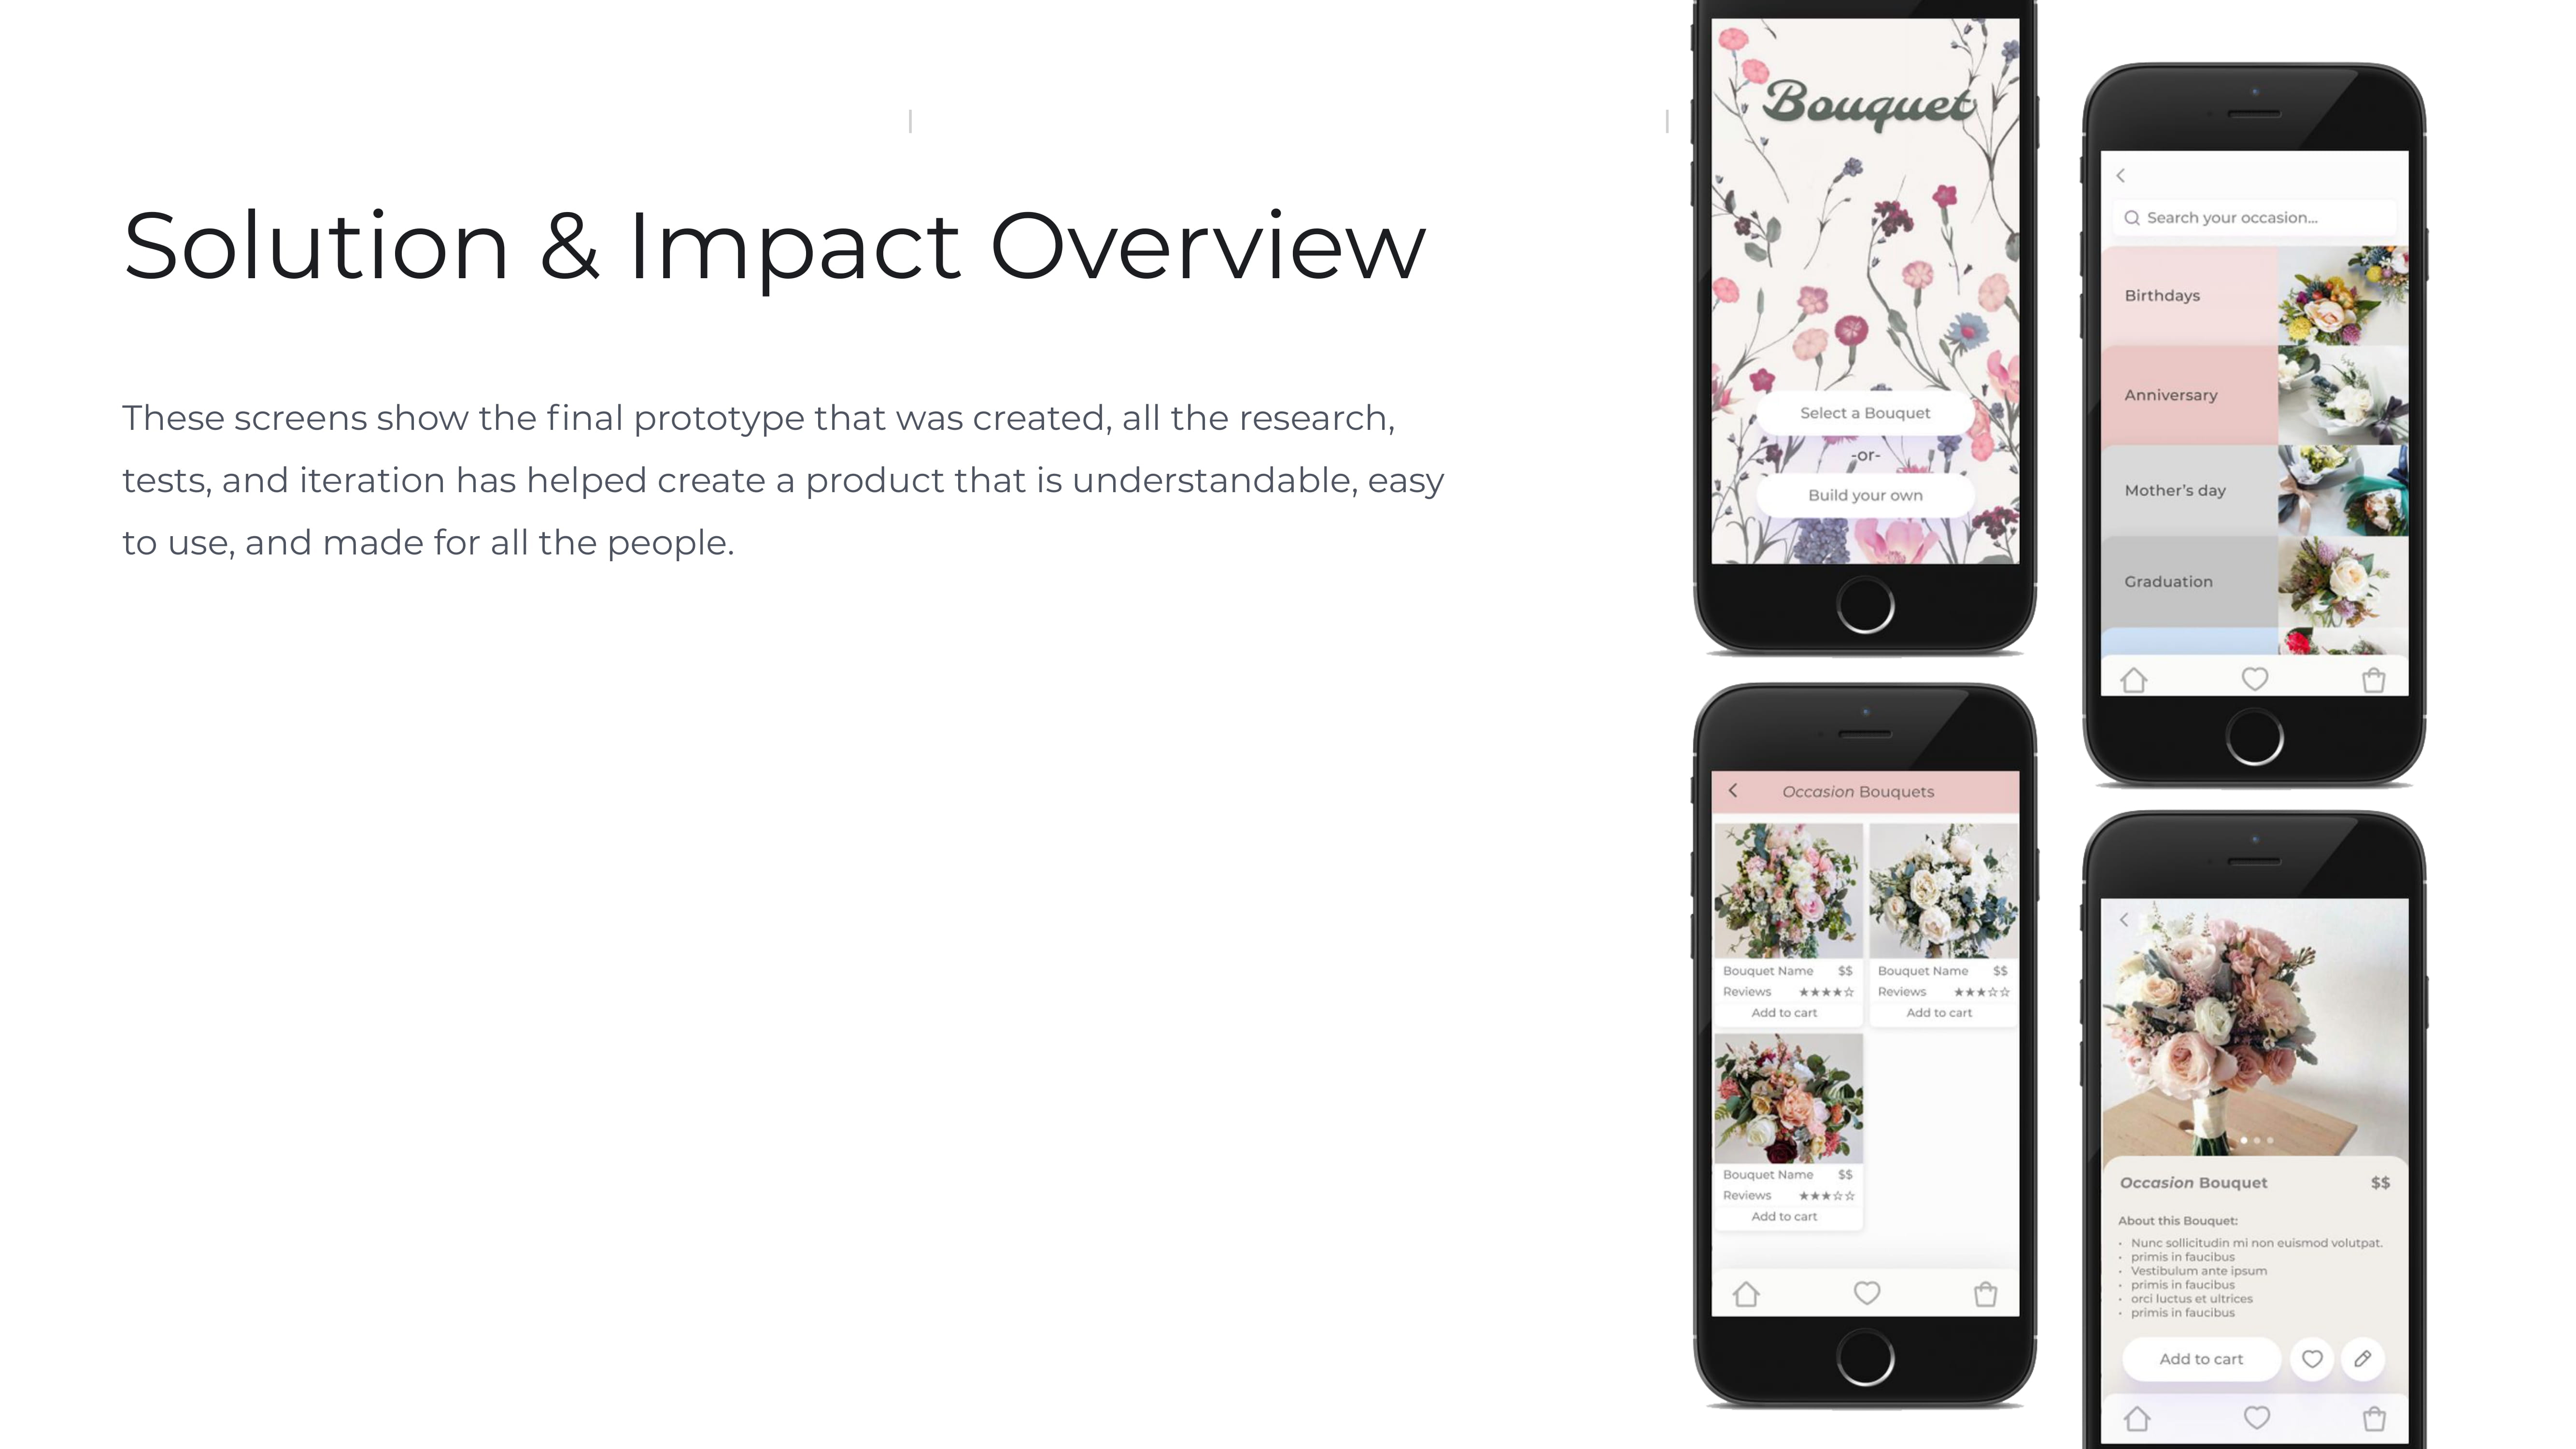 Solution & Impact Overview
These screens show the final prototype that was created, all the research,
tests, and iteration has helped create a product that is understandable, easy
to use, and made for all the people.
Bouquet
Select a Bouquet
-or-
Build your own
Search your occasion...
Birthdays
Anniversary
Mother's day
Graduation
Occasion Bouquets
Bouquet Name $$
Reviews ★★★★☆
Add to cart
Bouquet Name $$
Reviews ★★★☆☆
Add to cart
Bouquet Name $$
Reviews ★★★☆☆
Add to cart
Occasion Bouquet $$
About this Bouquet:
• Nunc sollicitudin mi non euismod volutpat.
• primis in faucibus
• Vestibulum ante ipsum
• primis in faucibus
• orci luctus et ultrices
• primis in faucibus
Add to cart